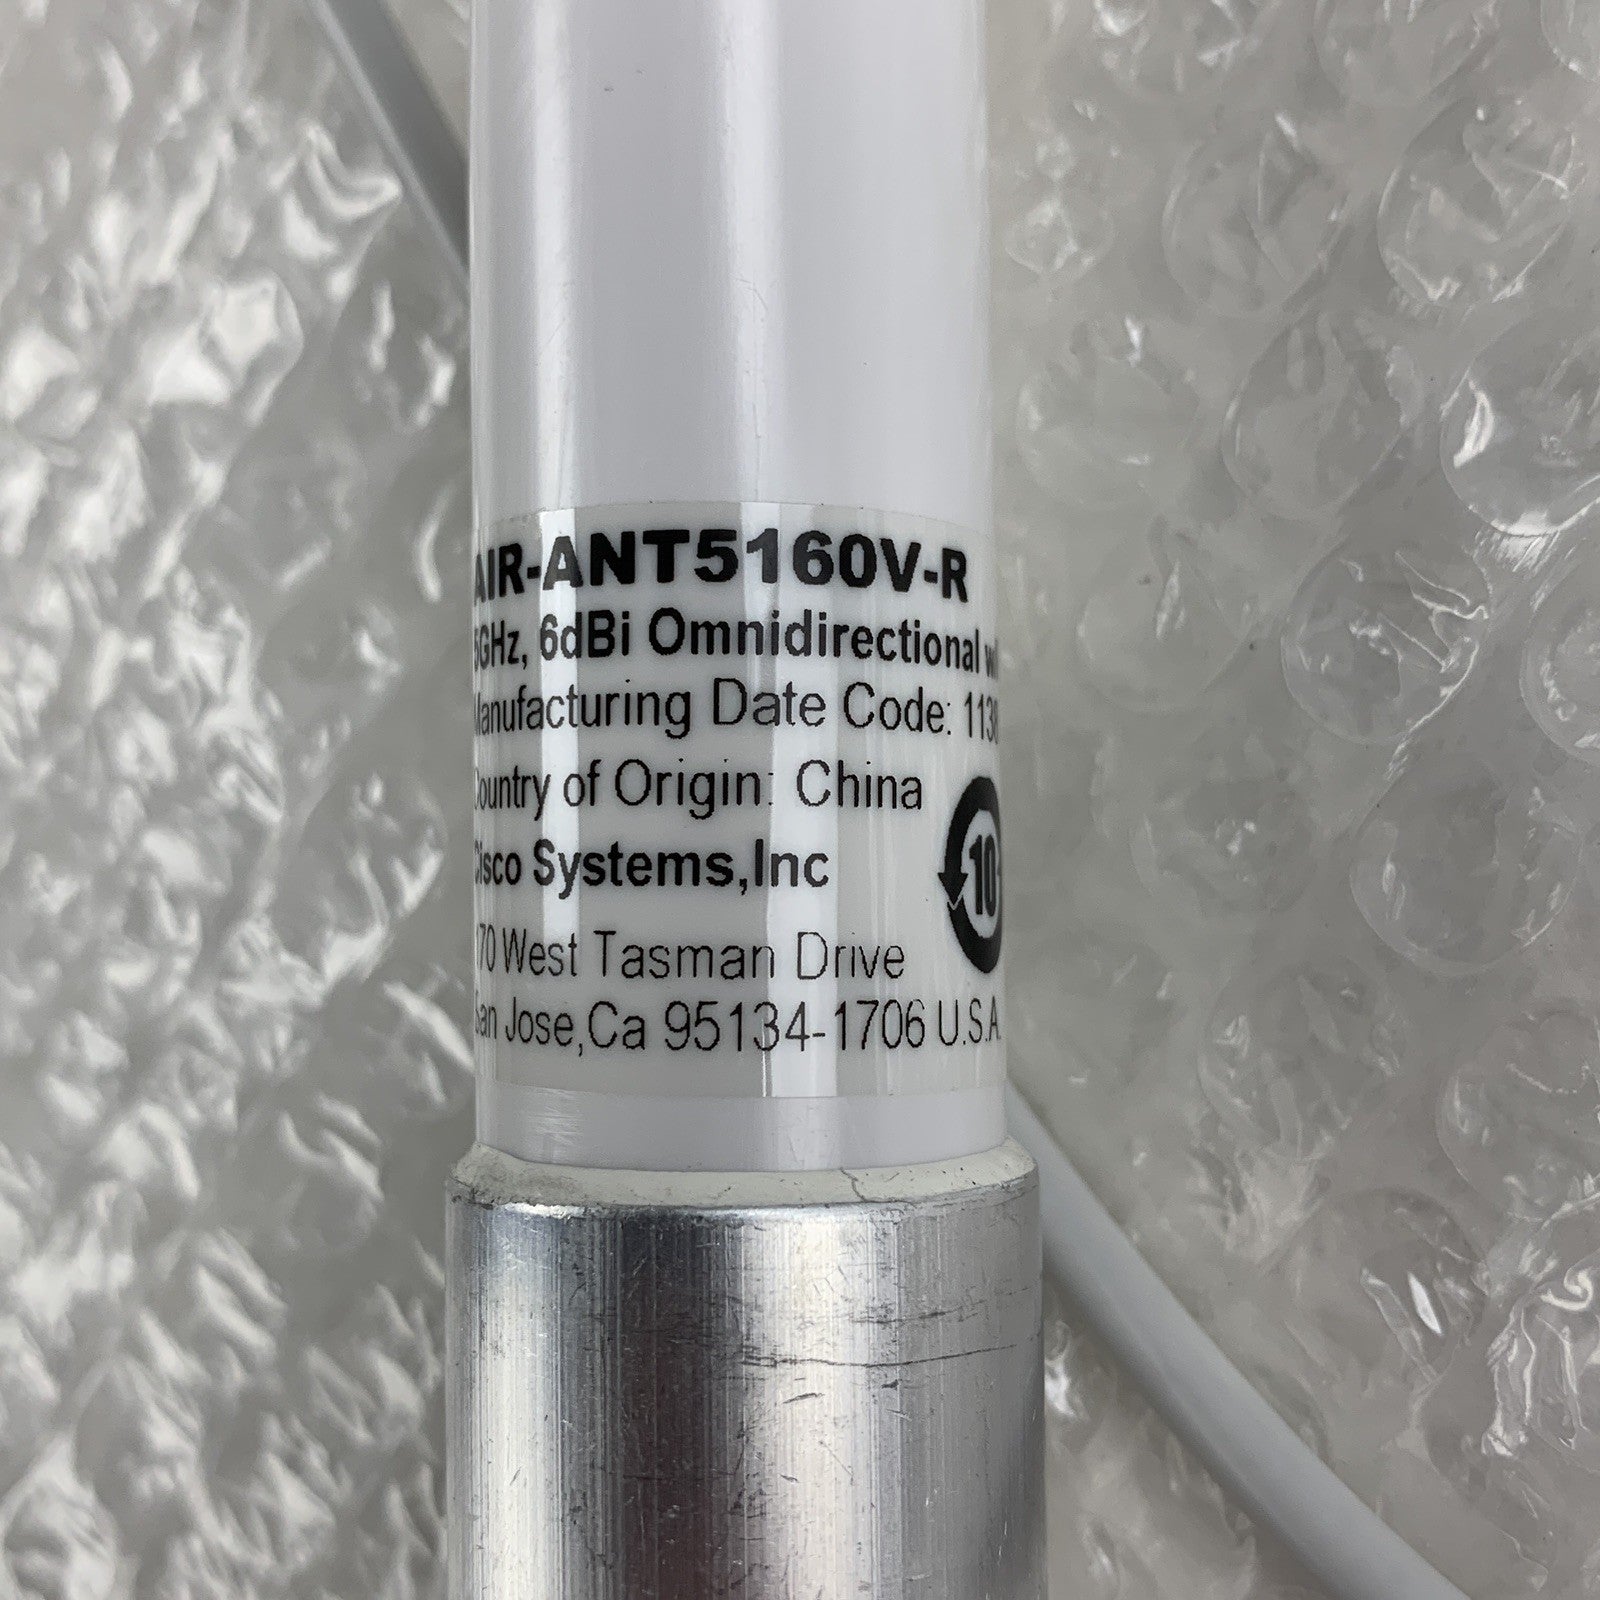 AIR-ANT5160V-R
5GHz, 6dBi Omnidirectional
Manufacturing Date Code:
Country of Origin: China
10
Cisco Systems,Inc
170 West Tasman Drive
San Jose,Ca 95134-1706 U.S.A.